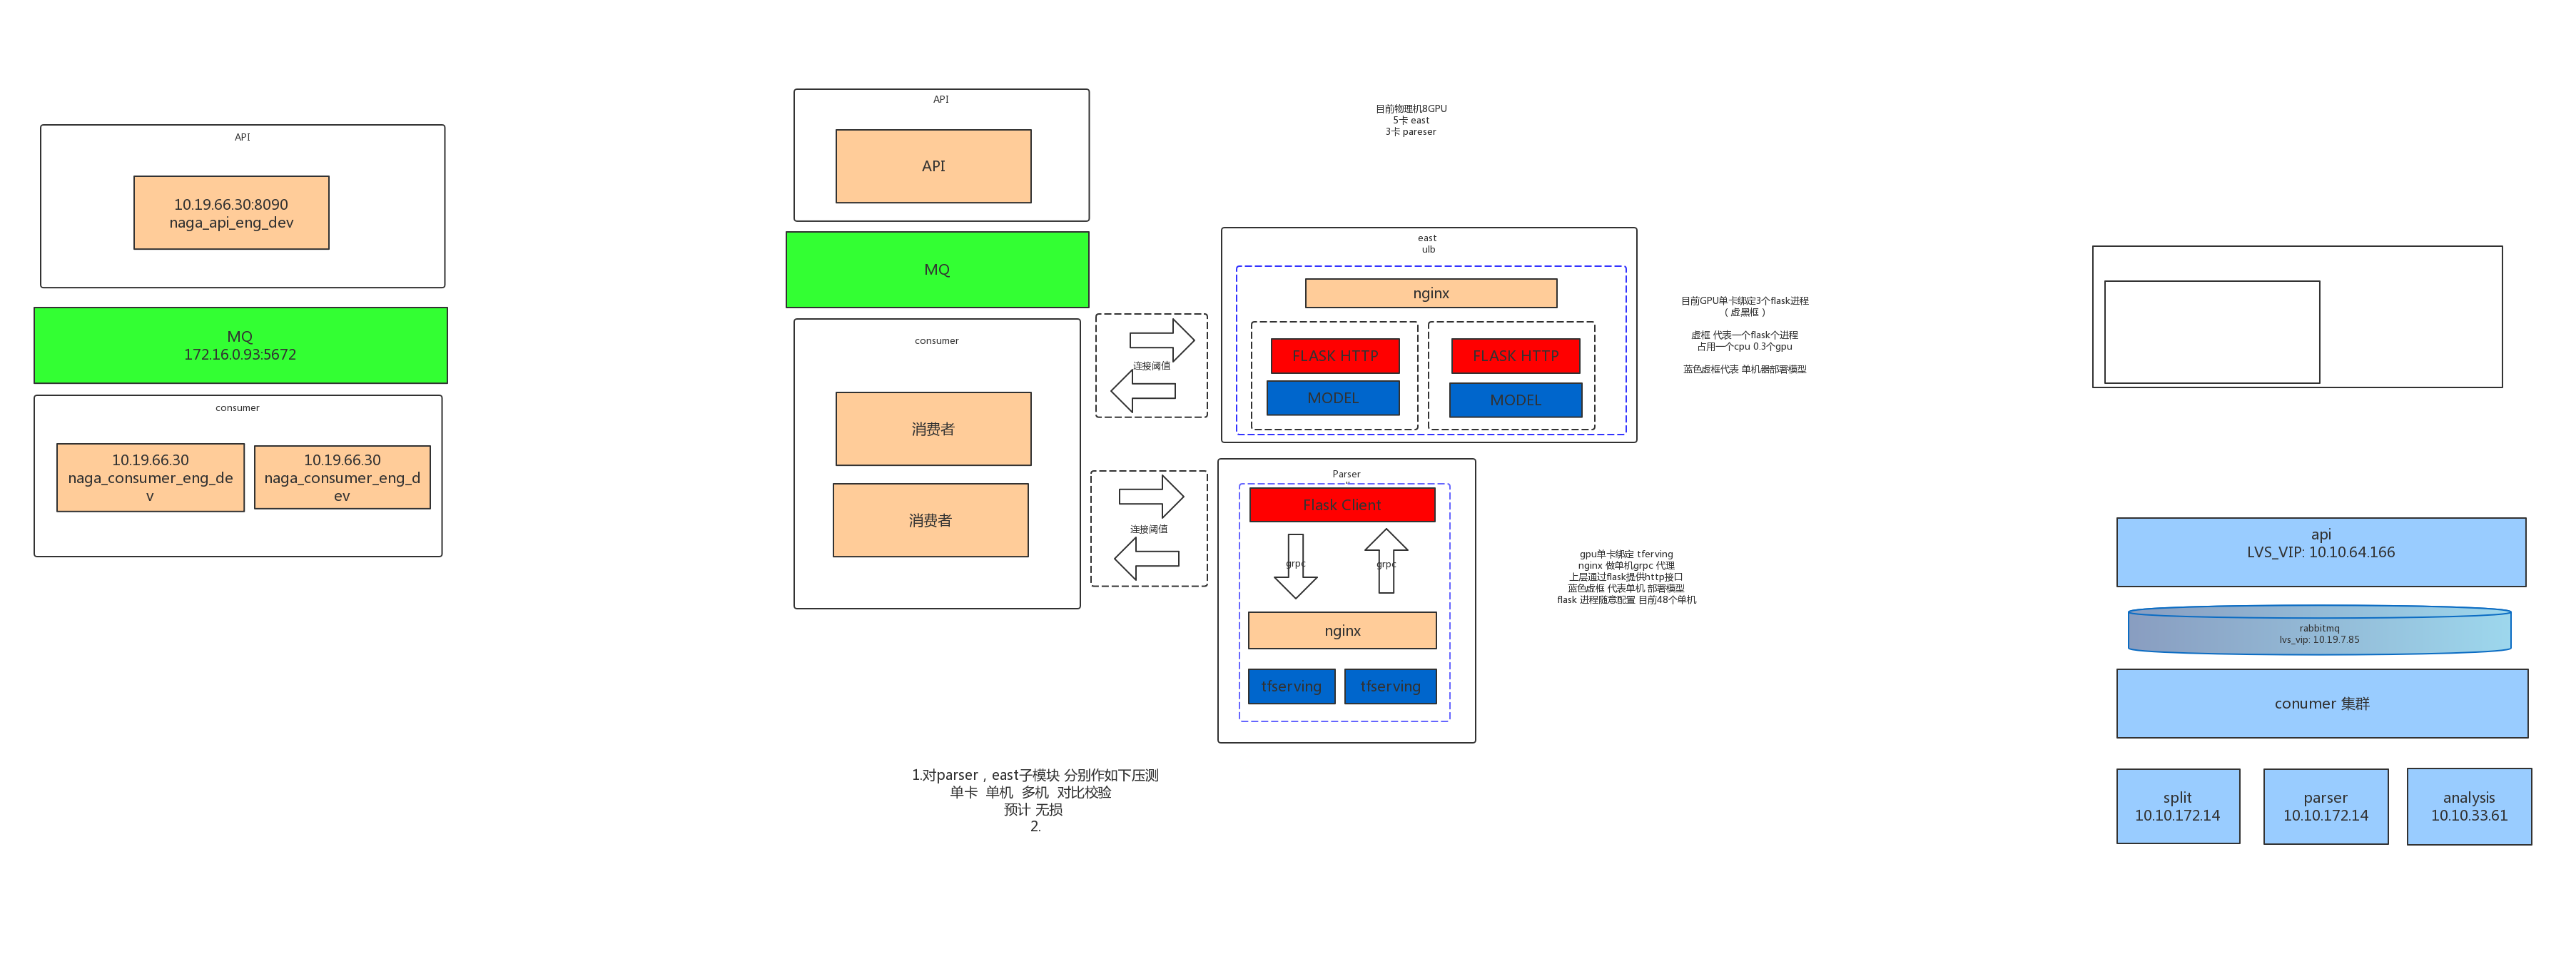 API
10.19.66.30:8090
naga_api_eng_dev
MQ
172.16.0.93:5672
consumer
10.19.66.30
naga_consumer_eng_de
v
10.19.66.30
naga_consumer_eng_d
ev
API
API
MQ
consumer
消费者
消费者
连接阈值
连接阈值
目前物理机8GPU
5卡 east
3卡 pareser
east
ulb
nginx
FLASK HTTP
MODEL
FLASK HTTP
MODEL
目前GPU单卡绑定3个flask进程
( 虚黑框 )
虚框 代表一个flask个进程
占用一个cpu 0.3个gpu
蓝色虚框代表 单机器部署模型
Parser
Flask Client
grpc
grpc
nginx
tfserving
tfserving
gpu单卡绑定 tferving
nginx 做单机grpc 代理
上层通过flask提供http接口
蓝色虚框 代表单机 部署模型
flask 进程随意配置 目前48个单机
1.对parser，east子模块 分别作如下压测
单卡 单机 多机 对比校验
预计 无损
2.
api
LVS_VIP: 10.10.64.166
rabbitmq
lvs_vip: 10.19.7.85
conumer 集群
split
10.10.172.14
parser
10.10.172.14
analysis
10.10.33.61